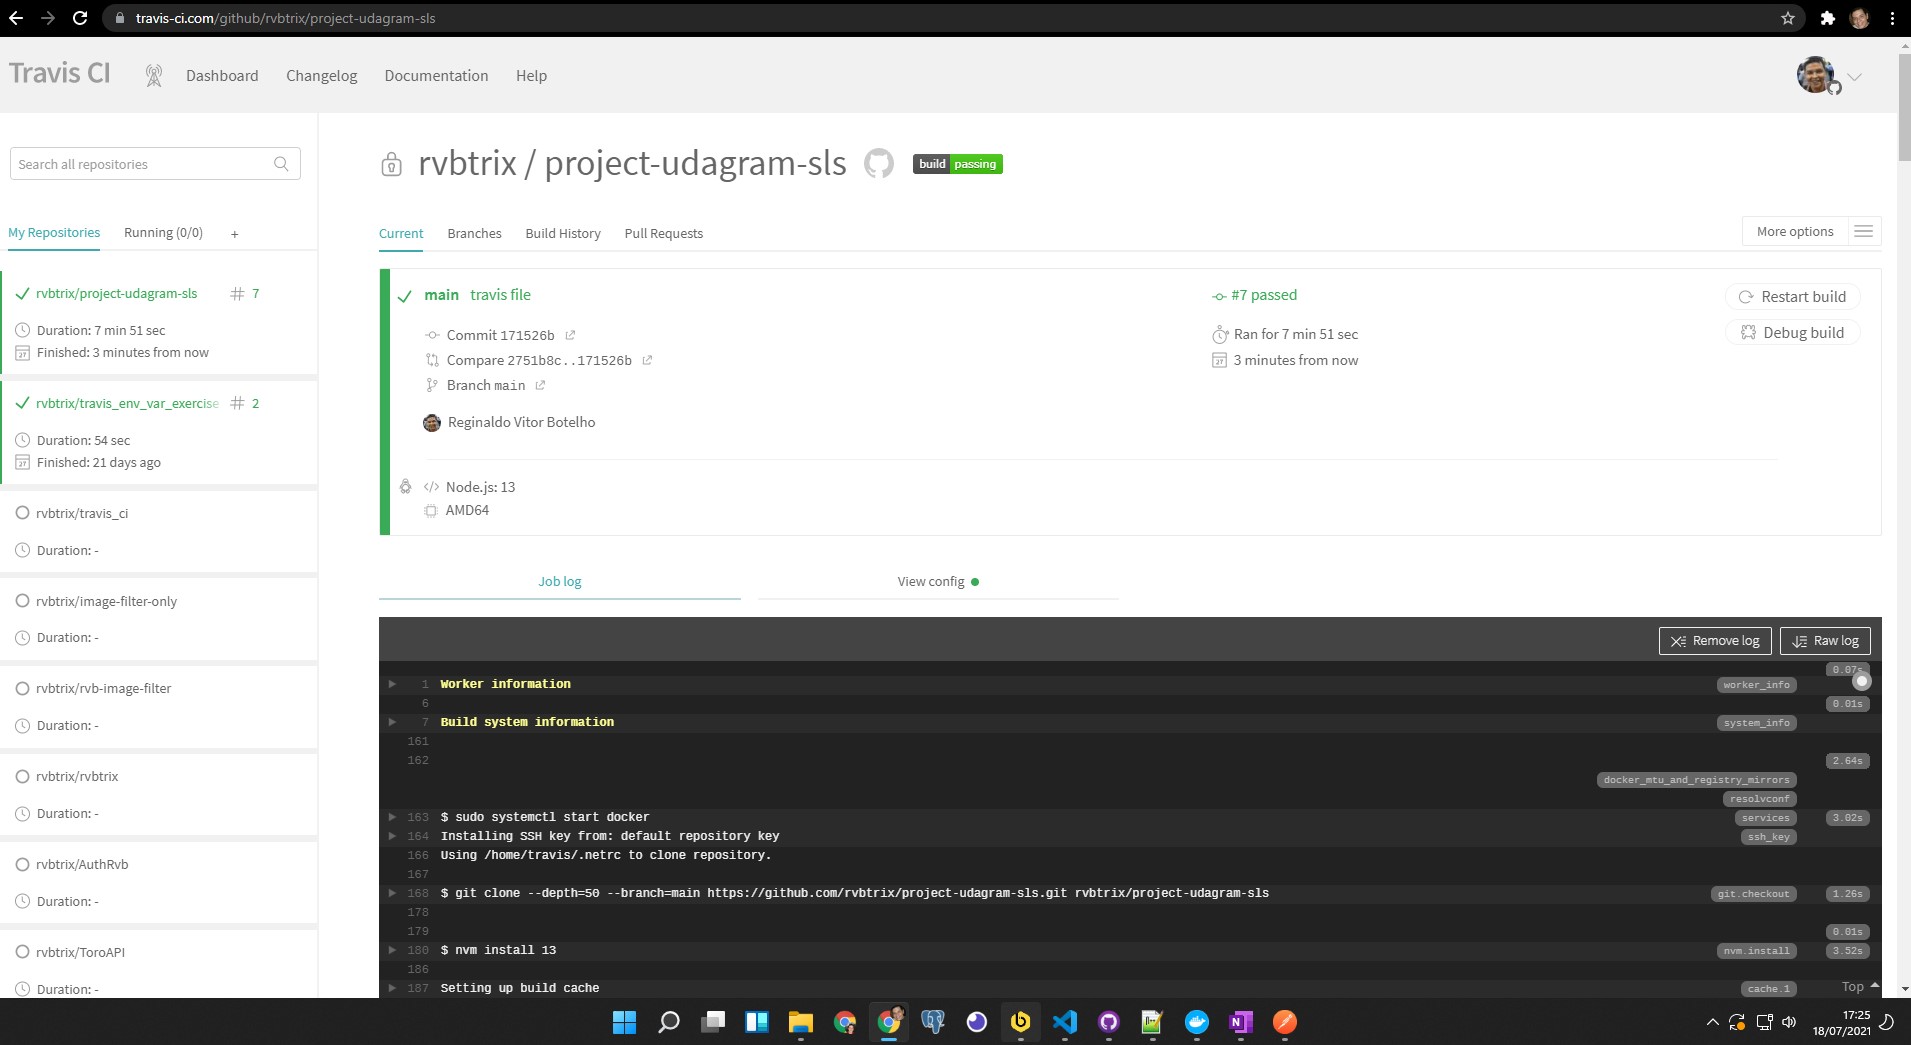 travis-ci.com/github/rvbtrix/project-udagram-sls
Travis CI
Dashboard
Changelog
Documentation
Help
Search all repositories
My Repositories
Running (0/0)
+
rvbtrix/project-udagram-sls
# 7
Duration: 7 min 51 sec
Finished: 3 minutes from now
rvbtrix/travis_env_var_exercise
# 2
Duration: 54 sec
Finished: 21 days ago
rvbtrix/travis_ci
Duration: -
rvbtrix/image-filter-only
Duration: -
rvbtrix/rvb-image-filter
Duration: -
rvbtrix/rvbtrix
Duration: -
rvbtrix/AuthRvb
Duration: -
rvbtrix/ToroAPI
Duration: -
rvbtrix / project-udagram-sls
build passing
Current
Branches
Build History
Pull Requests
More options
main travis file
Commit 171526b
Compare 2751b8c..171526b
Branch main
Reginaldo Vitor Botelho
#7 passed
Ran for 7 min 51 sec
3 minutes from now
Restart build
Debug build
Node.js: 13
AMD64
Job log
View config
Remove log
Raw log
0.07s
1 Worker information worker_info
6 0.01s
7 Build system information system_info
161
162 2.64s
docker_mtu_and_registry_mirrors
resolvconf
163 $ sudo systemctl start docker services 3.02s
164 Installing SSH key from: default repository key ssh_key
166 Using /home/travis/.netrc to clone repository.
167
168 $ git clone --depth=50 --branch=main https://github.com/rvbtrix/project-udagram-sls.git rvbtrix/project-udagram-sls git.checkout 1.26s
178
179 0.01s
180 $ nvm install 13 nvm.install 3.52s
186
187 Setting up build cache cache.1
Top
17:25
18/07/2021